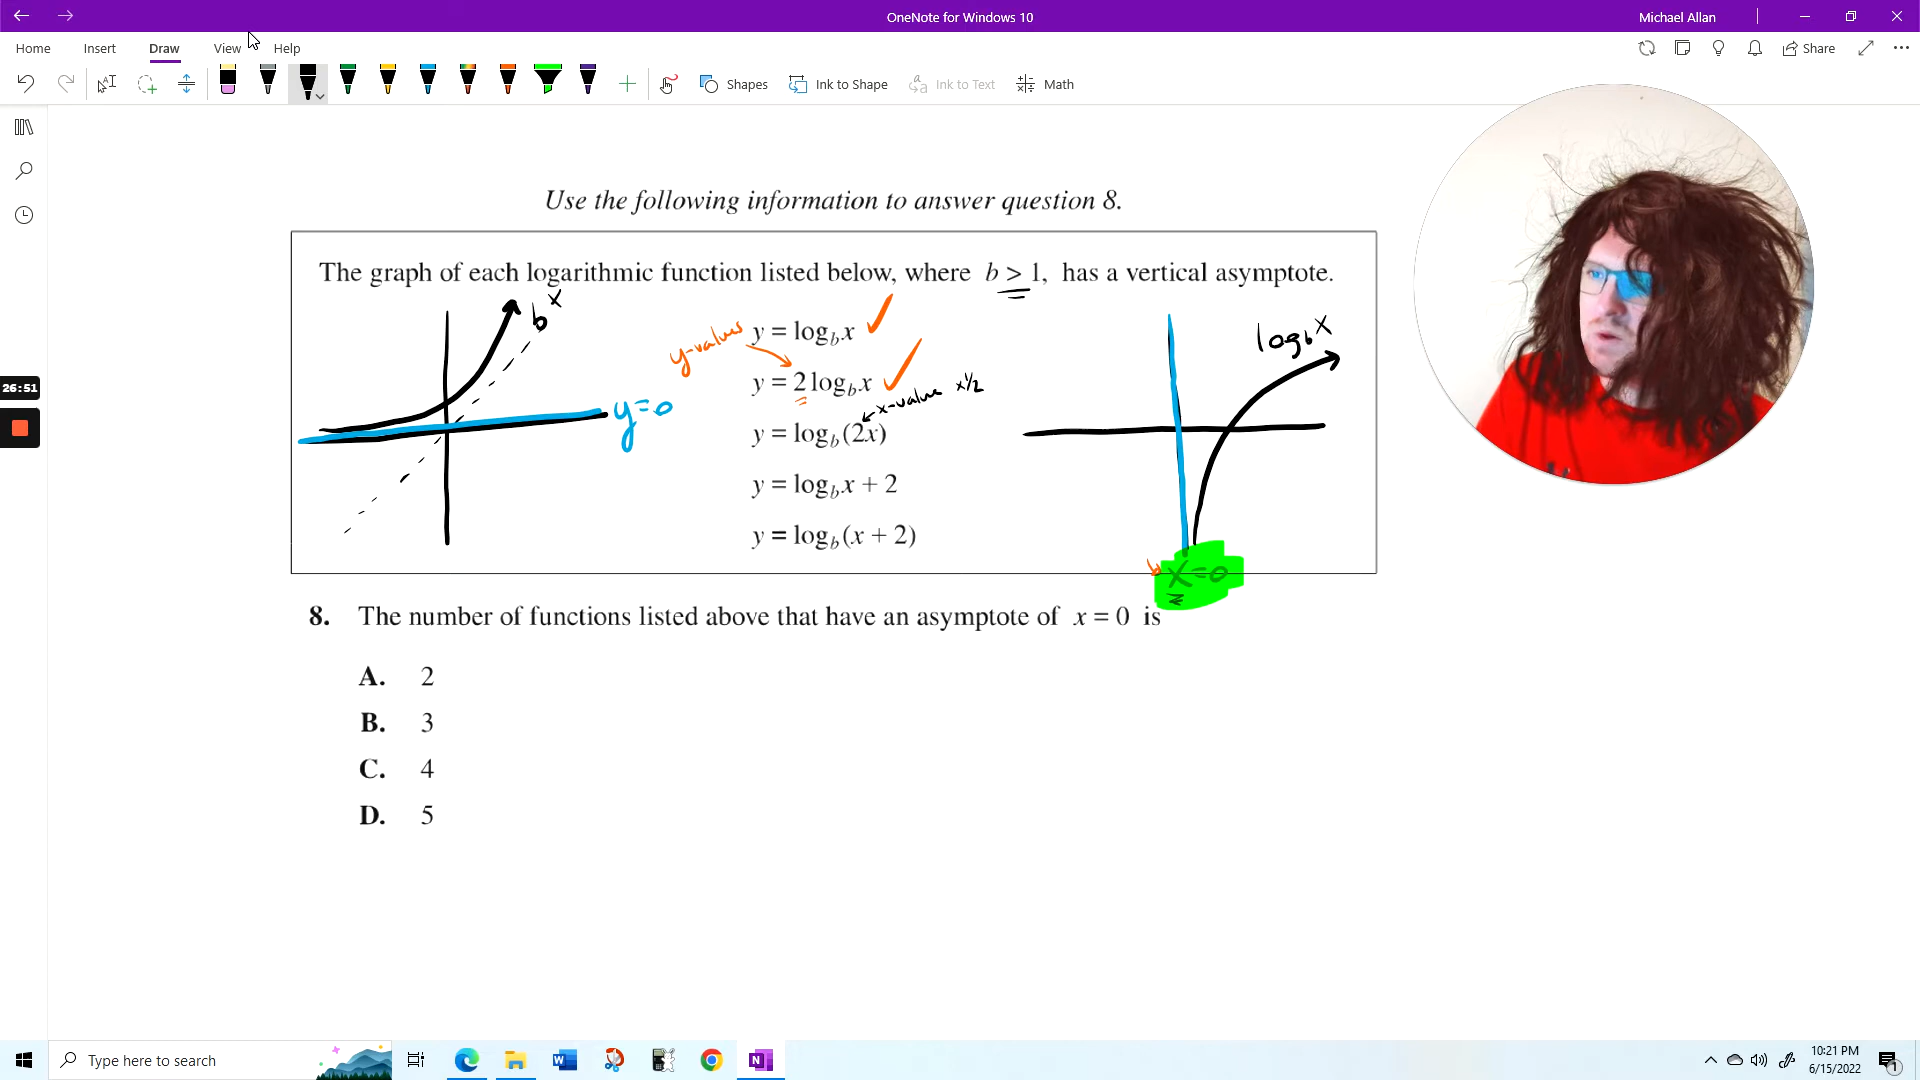 OneNote for Windows 10
Michael Allan
Home Insert Draw View Help
Share
Shapes Ink to Shape Ink to Text Math
26:51
Use the following information to answer question 8.
The graph of each logarithmic function listed below, where b > 1, has a vertical asymptote.
b^x
y-values
y = log_b x
y = 2 log_b x
x-value x 1/2
y = log_b (2x)
y = log_b x + 2
y = log_b (x + 2)
y=0
log_b x
x=0
8. The number of functions listed above that have an asymptote of x = 0 is
A. 2
B. 3
C. 4
D. 5
Type here to search
10:21 PM
6/15/2022
1